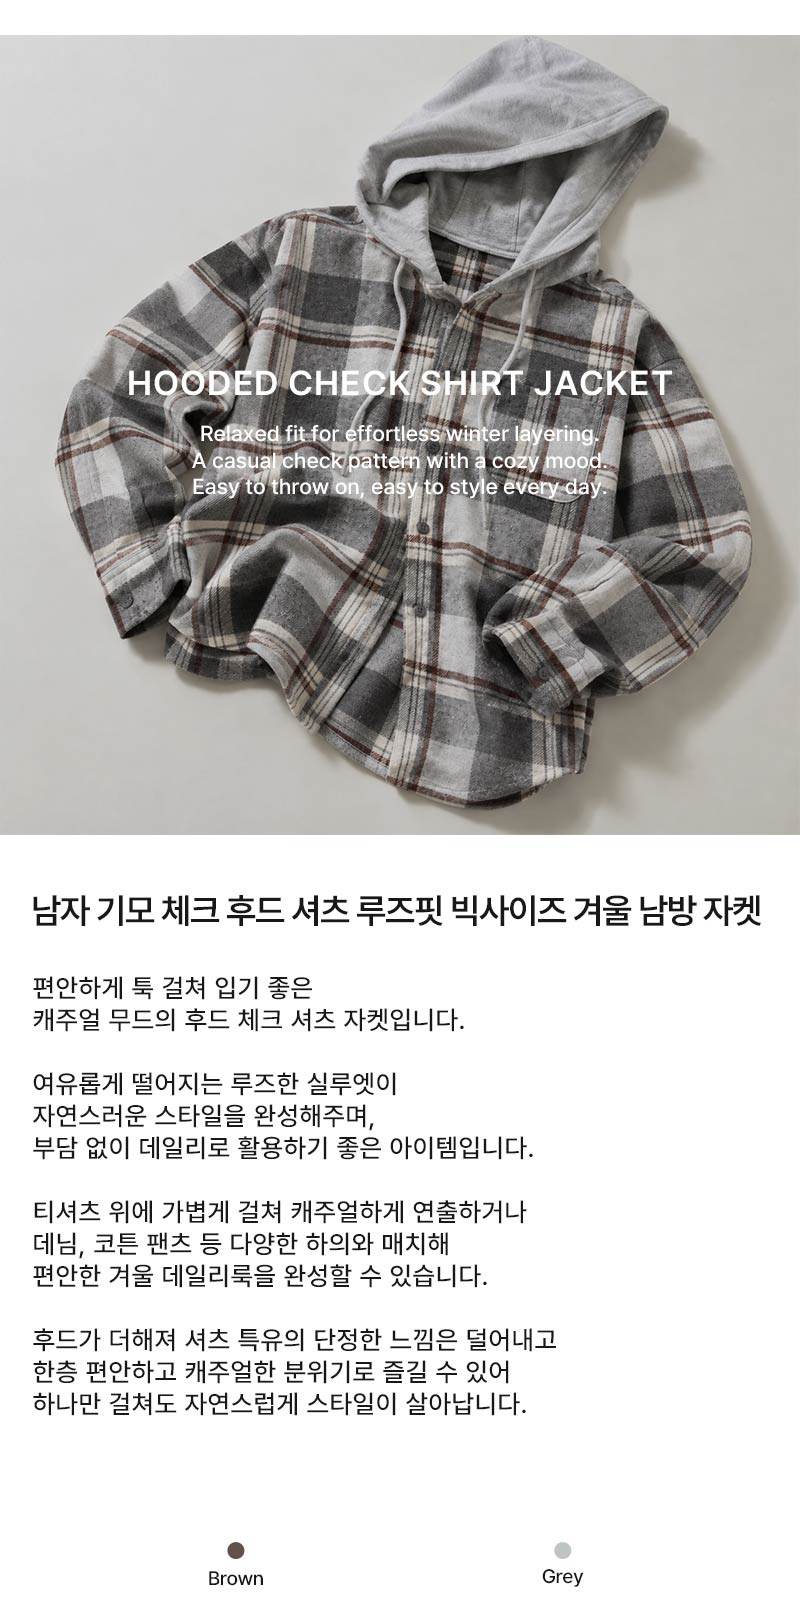 HOODED CHECK SHIRT JACKET
Relaxed fit for effortless winter layering.
A casual check pattern with a cozy mood.
Easy to throw on, easy to style every day.
남자 기모 체크 후드 셔츠 루즈핏 빅사이즈 겨울 남방 자켓
편안하게 툭 걸쳐 입기 좋은
캐주얼 무드의 후드 체크 셔츠 자켓입니다.
여유롭게 떨어지는 루즈한 실루엣이
자연스러운 스타일을 완성해주며,
부담 없이 데일리로 활용하기 좋은 아이템입니다.
티셔츠 위에 가볍게 걸쳐 캐주얼하게 연출하거나
데님, 코튼 팬츠 등 다양한 하의와 매치해
편안한 겨울 데일리룩을 완성할 수 있습니다.
후드가 더해져 셔츠 특유의 단정한 느낌은 덜어내고
한층 편안하고 캐주얼한 분위기로 즐길 수 있어
하나만 걸쳐도 자연스럽게 스타일이 살아납니다.
Brown
Grey